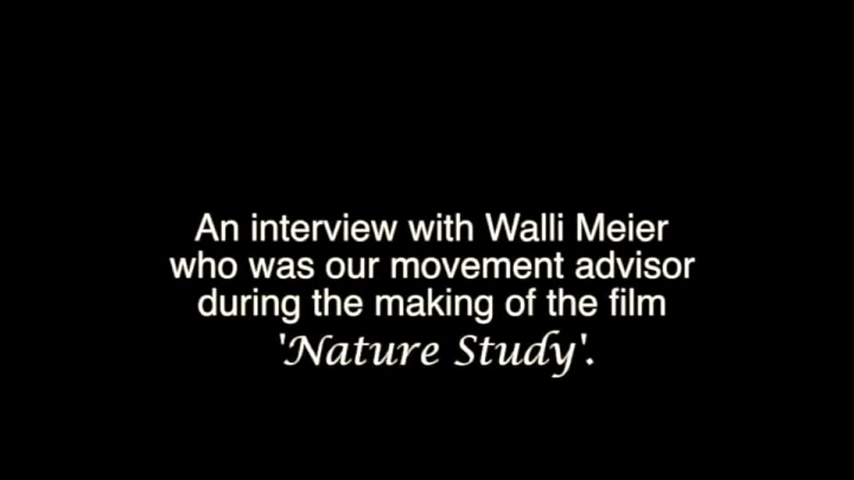 An interview with Walli Meier
who was our movement advisor
during the making of the film
'Nature Study'.